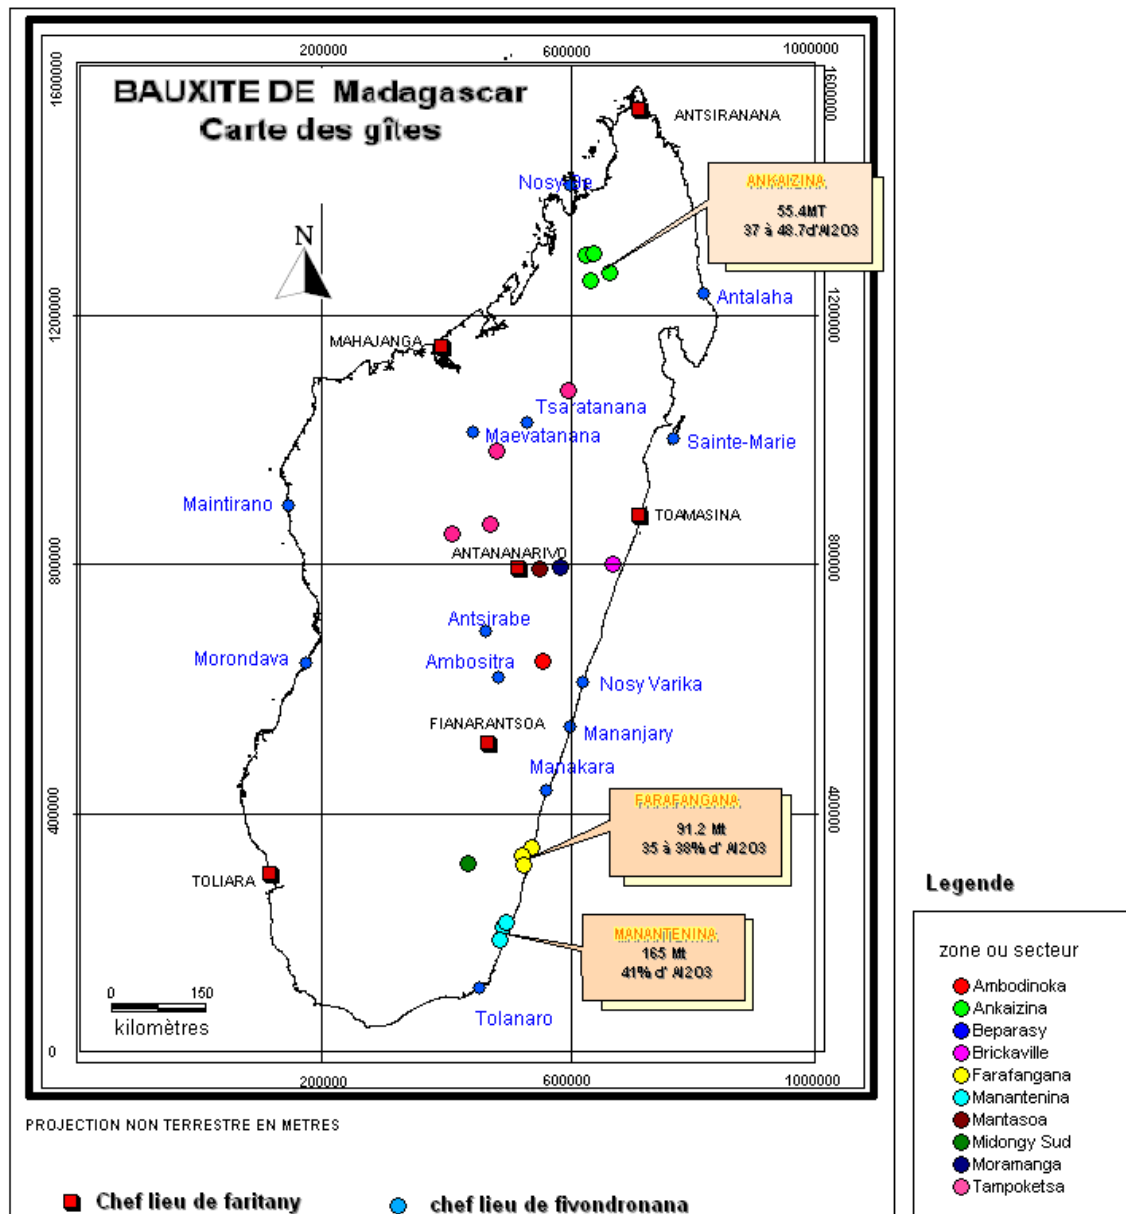 200000
600000
1000000
BAUXITE DE Madagascar
Carte des gîtes
1600000
1600000
ANTSIRANANA
ANKAIZINA
55.4MT
37 à 48.7d'Al2O3
Nosy-Be
N
Antalaha
1200000
1200000
MAHAJANGA
Tsaratanana
Maevatanana
Sainte-Marie
Maintirano
TOAMASINA
ANTANANARIVO
800000
800000
Antsirabe
Morondava
Ambositra
Nosy Varika
FIANARANTSOA
Mananjary
Manakara
FARAFANGANA
91.2 Mt
35 à 38% d' Al2O3
400000
400000
TOLIARA
MANANTENINA
165 Mt
41% d' Al2O3
0 150
kilomètres
Tolanaro
0
0
200000
600000
1000000
PROJECTION NON TERRESTRE EN METRES
Chef lieu de faritany
chef lieu de fivondronana
Legende
zone ou secteur
Ambodinoka
Ankaizina
Beparasy
Brickaville
Farafangana
Manantenina
Mantasoa
Midongy Sud
Moramanga
Tampoketsa